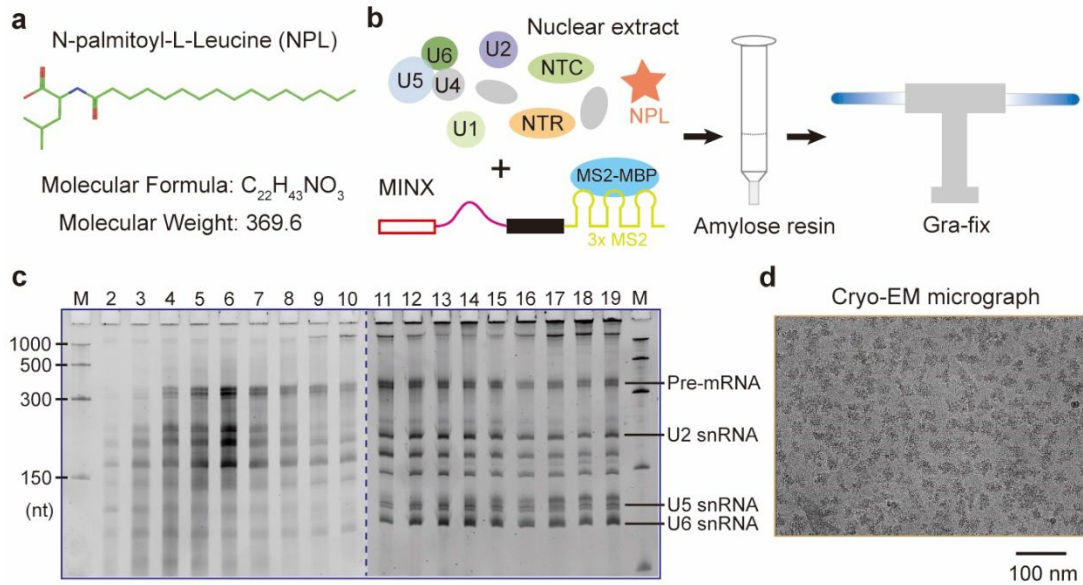 a
N-palmitoyl-L-Leucine (NPL)
Molecular Formula: C₂₂H₄₃NO₃
Molecular Weight: 369.6
b
Nuclear extract
U6
U2
U5
U4
NTC
NPL
U1
NTR
+
MINX
MS2-MBP
3x MS2
Amylose resin
Gra-fix
c
M 2 3 4 5 6 7 8 9 10 11 12 13 14 15 16 17 18 19 M
1000
500
300
150
(nt)
Pre-mRNA
U2 snRNA
U5 snRNA
U6 snRNA
d
Cryo-EM micrograph
100 nm